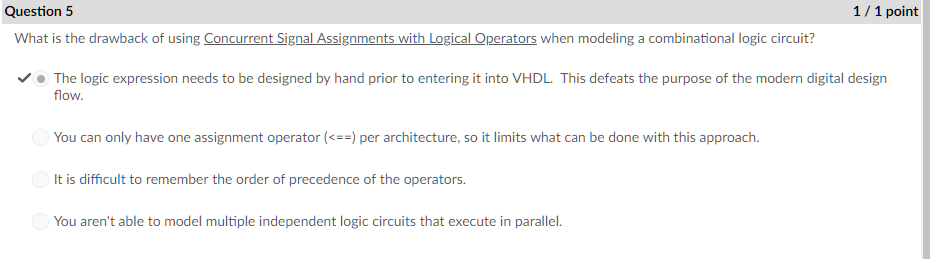 Question 5 1 / 1 point
What is the drawback of using Concurrent Signal Assignments with Logical Operators when modeling a combinational logic circuit?
The logic expression needs to be designed by hand prior to entering it into VHDL.  This defeats the purpose of the modern digital design
flow.
You can only have one assignment operator (<==) per architecture, so it limits what can be done with this approach.
It is difficult to remember the order of precedence of the operators.
You aren't able to model multiple independent logic circuits that execute in parallel.